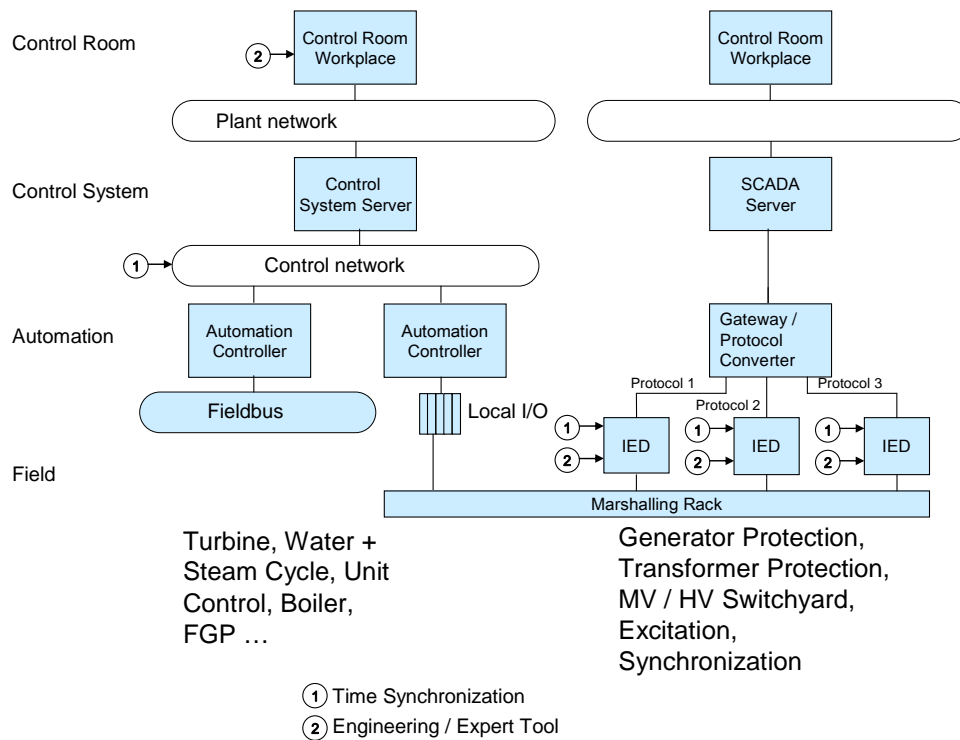 Control Room
2
Control Room
Workplace
Control Room
Workplace
Plant network
Control System
Control
System Server
SCADA
Server
1
Control network
Automation
Automation
Controller
Automation
Controller
Gateway /
Protocol
Converter
Protocol 1
Protocol 2
Protocol 3
Fieldbus
Local I/O
1
2
IED
1
2
IED
1
2
IED
Field
Marshalling Rack
Turbine, Water +
Steam Cycle, Unit
Control, Boiler,
FGP …
Generator Protection,
Transformer Protection,
MV / HV Switchyard,
Excitation,
Synchronization
1 Time Synchronization
2 Engineering / Expert Tool